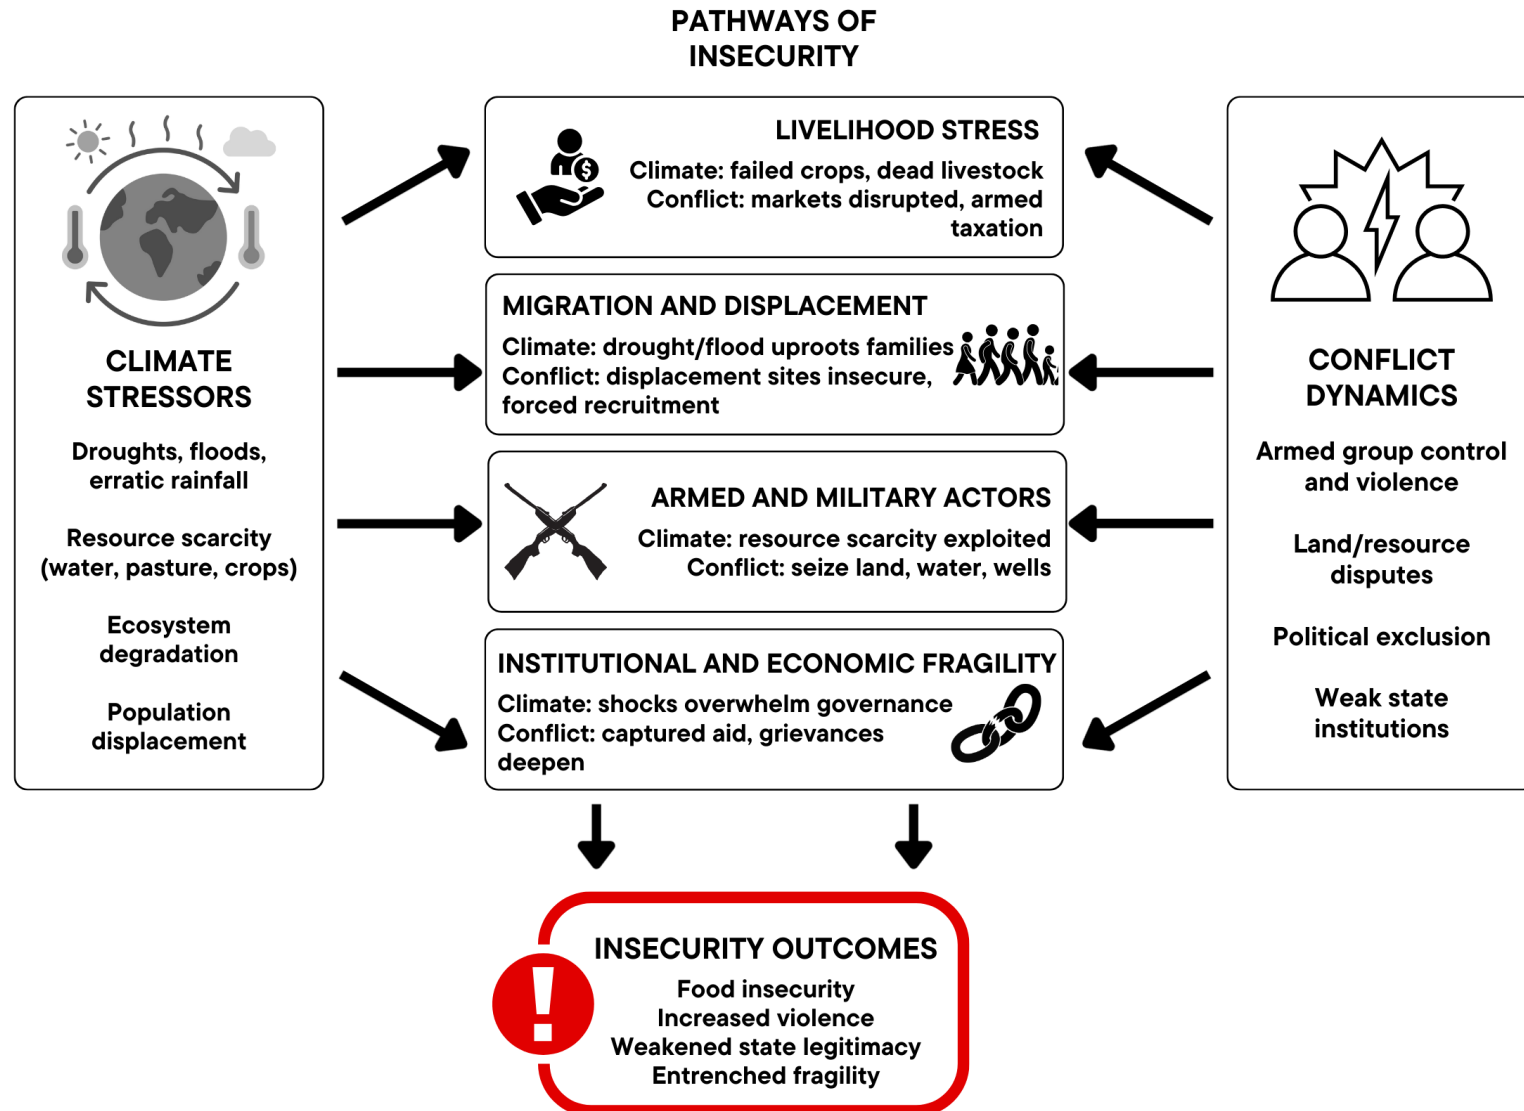 PATHWAYS OF
INSECURITY
CLIMATE
STRESSORS
Droughts, floods,
erratic rainfall
Resource scarcity
(water, pasture, crops)
Ecosystem
degradation
Population
displacement
LIVELIHOOD STRESS
Climate: failed crops, dead livestock
Conflict: markets disrupted, armed
taxation
$
MIGRATION AND DISPLACEMENT
Climate: drought/flood uproots families
Conflict: displacement sites insecure,
forced recruitment
ARMED AND MILITARY ACTORS
Climate: resource scarcity exploited
Conflict: seize land, water, wells
INSTITUTIONAL AND ECONOMIC FRAGILITY
Climate: shocks overwhelm governance
Conflict: captured aid, grievances
deepen
CONFLICT
DYNAMICS
Armed group control
and violence
Land/resource
disputes
Political exclusion
Weak state
institutions
!
INSECURITY OUTCOMES
Food insecurity
Increased violence
Weakened state legitimacy
Entrenched fragility